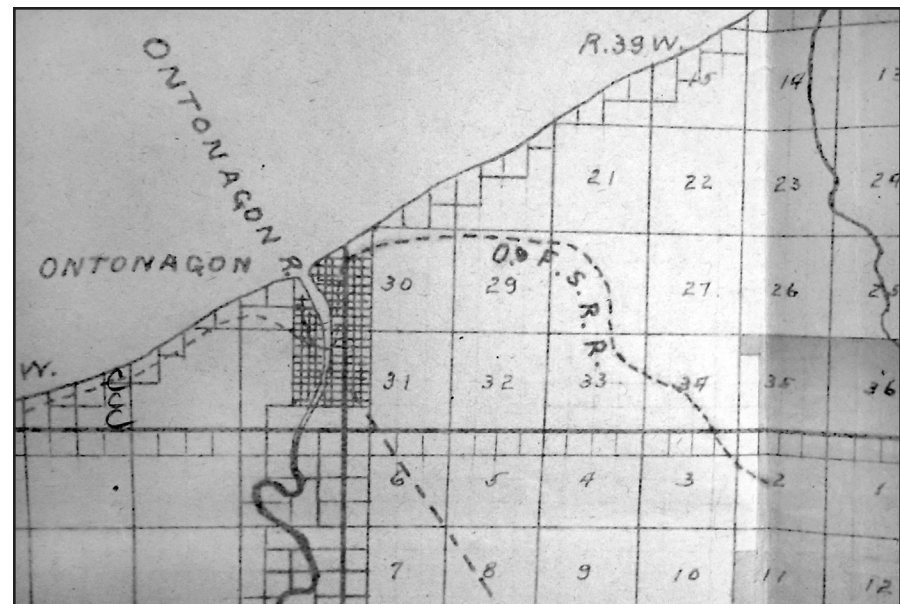 R.39W.
ONTONAGON R.
ONTONAGON
W.
15 14 13
21 22 23 24
O. & F. S. R. R.
30 29 27 26 25
31 32 33 34 35 36
6 5 4 3 2 1
7 8 9 10 11 12